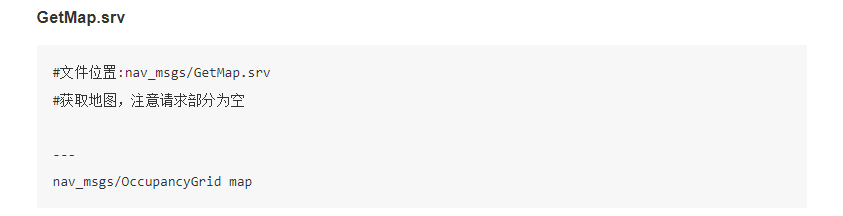 GetMap.srv
#文件位置:nav_msgs/GetMap.srv
#获取地图，注意请求部分为空
---
nav_msgs/OccupancyGrid map